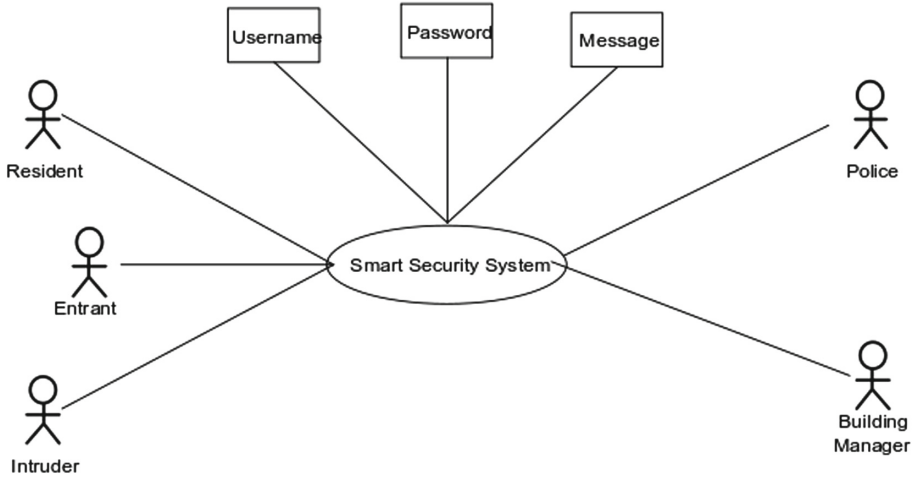 Username
Password
Message
Resident
Police
Smart Security System
Entrant
Building
Manager
Intruder